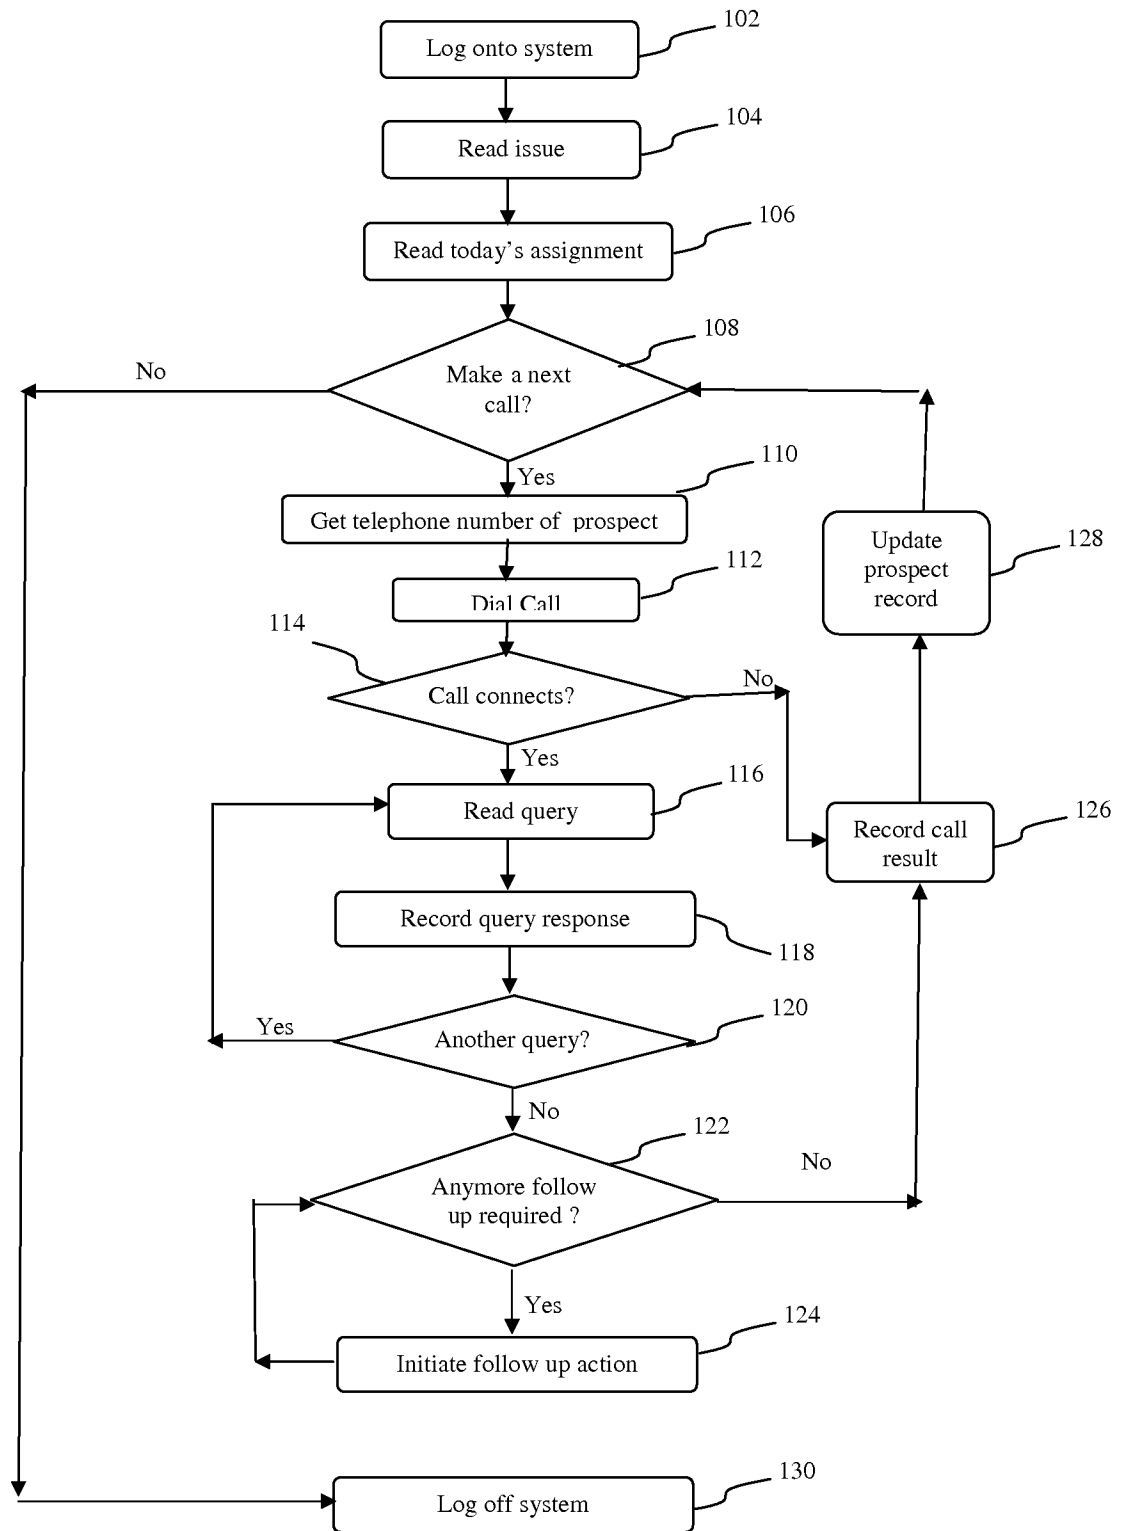 102
Log onto system
104
Read issue
106
Read today's assignment
108
No
Make a next
call?
110
Yes
Get telephone number of prospect
128
Update
prospect
record
112
Dial Call
114
No
Call connects?
Yes
116
Read query
126
Record call
result
Record query response
118
120
Yes
Another query?
No
122
No
Anymore follow
up required ?
Yes
124
Initiate follow up action
130
Log off system